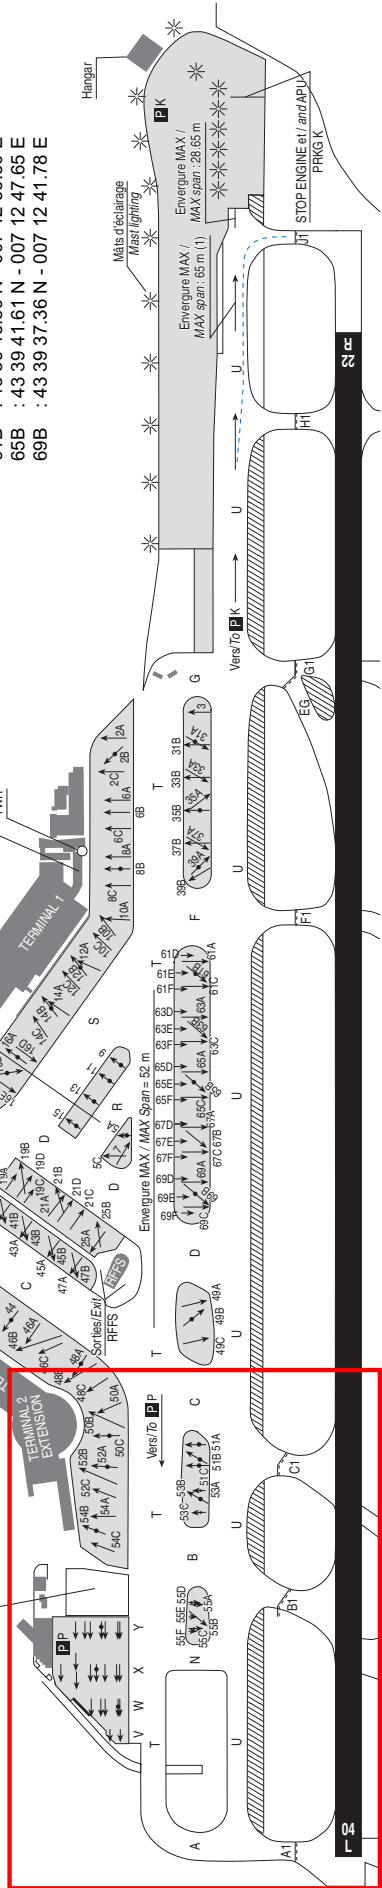 65B : 43 39 41.61 N - 007 12 47.65 E
69B : 43 39 37.36 N - 007 12 41.78 E
Hangar
P K
Mâts d'éclairage
Mast lighting
Envergure MAX /
MAX span : 28.65 m
Envergure MAX /
MAX span : 65 m (1)
STOP ENGINE et / and APU
PRKG K
J1
22
R
U
H1
U
Vers/To P K
G
G1
EG
U
TERMINAL 1
2A
2B
2C
6A
6B
6C
8A
8B
8C
10A
10B
10C
12A
12B
12C
14A
14B
14C
16A
16D
T
3
31A
31B
33A
33B
35A
35B
37A
37B
39A
39B
F
F1
S
9
11
13
15
R
5A
5C
7
T
61D
61E
61F
63D
63E
63F
65D
65E
65F
67D
67E
67F
69D
69E
69F
61A
61B
61C
63A
63B
63C
65A
65B
65C
67A
67B
67C
69A
69B
69C
Envergure MAX / MAX Span = 52 m
U
D
D
19A
19B
19C
19D
21A
21B
21C
21D
25A
25B
41B
43A
43B
45A
45B
47A
47B
RFFS
Sorties/Exit
RFFS
D
49A
49B
49C
T
U
C
44
46A
46B
46C
48A
48B
48C
50A
50B
50C
52A
52B
52C
54A
54B
54C
TERMINAL 2
EXTENSION
Vers/To P P
C
T
51A
51B
51C
53A
53B
53C
C1
U
B
55D
55E
55F
55A
55B
55C
B1
N
P P
Y
X
W
V
T
U
A
A1
04
L